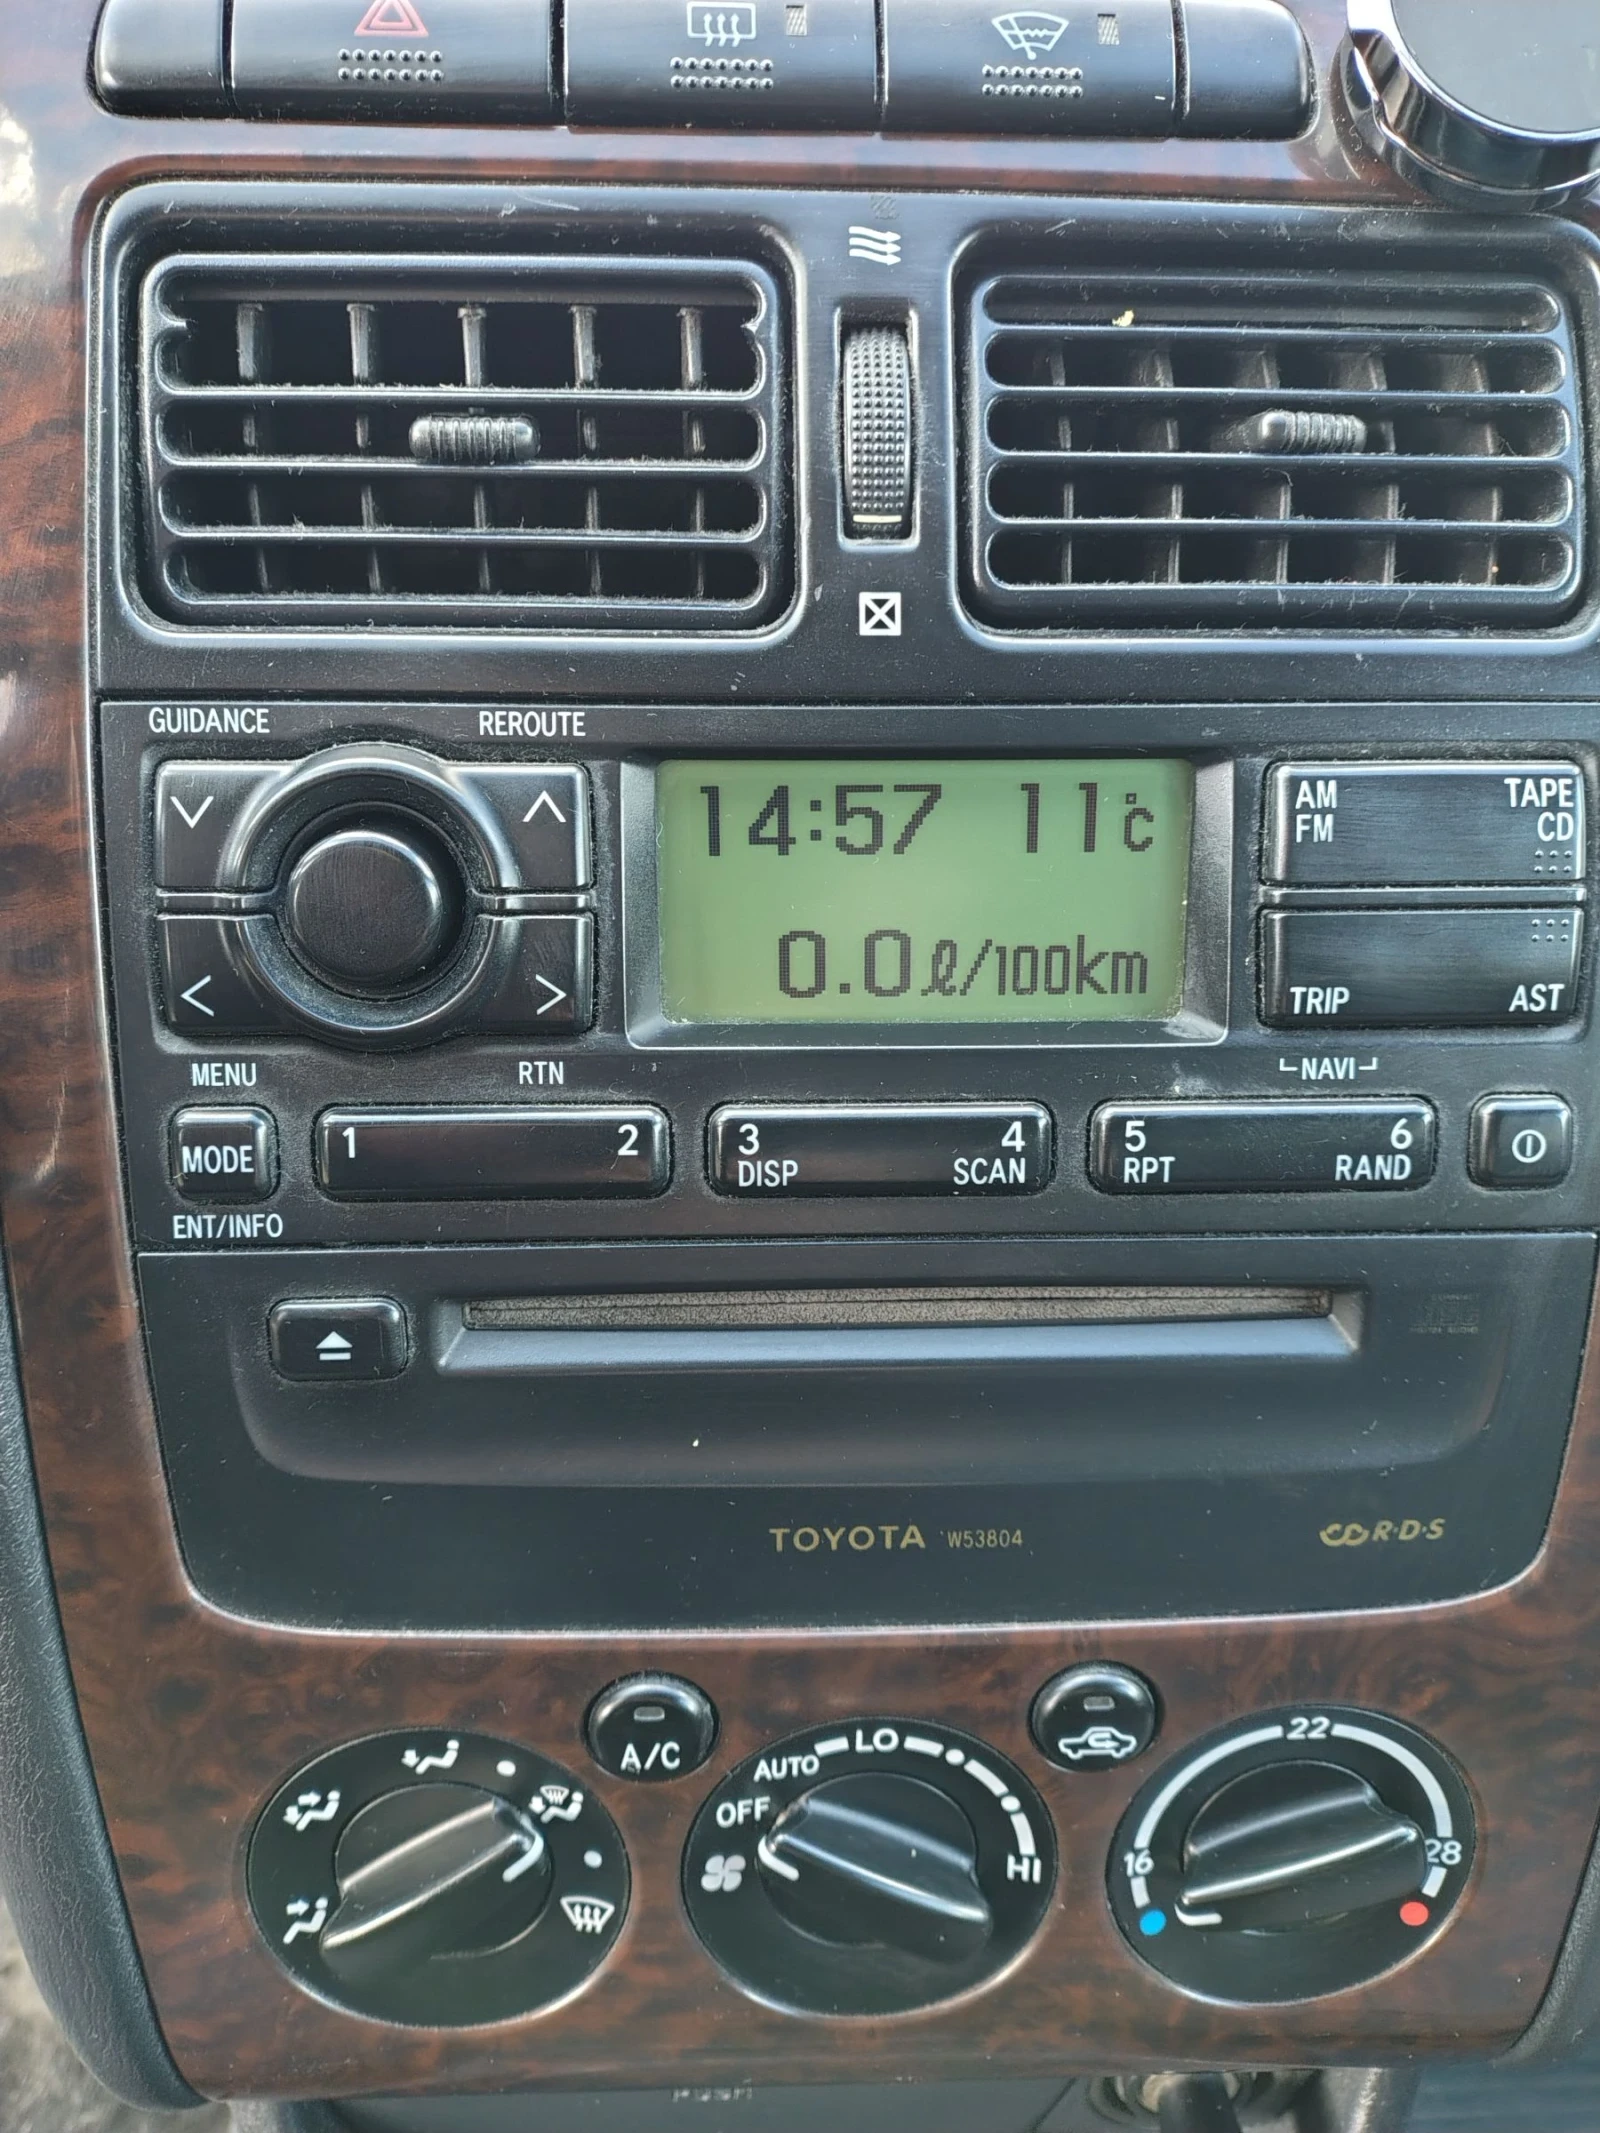 GUIDANCE REROUTE
14:57 11°C
AM TAPE
FM CD
0.0ℓ/100km
TRIP AST
MENU RTN NAVI
MODE 1 2 3 4 5 6
DISP SCAN RPT RAND
ENT/INFO
TOYOTA W53804 R·D·S
A/C
AUTO LO
OFF
HI
22
16 28